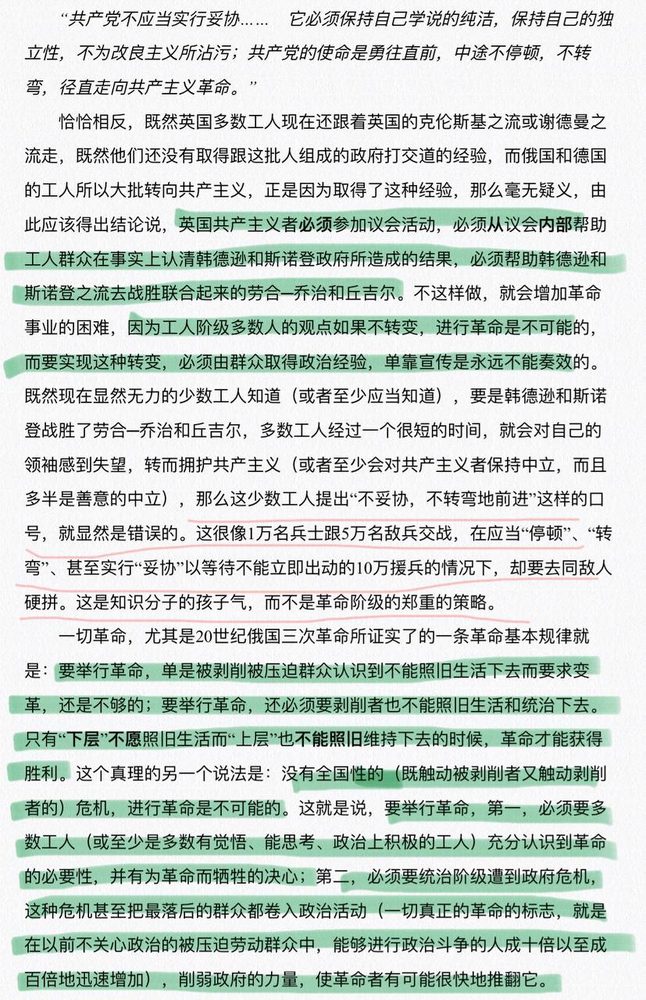 “共产党不应当实行妥协…… 它必须保持自己学说的纯洁，保持自己的独
立性，不为改良主义所沾污；共产党的使命是勇往直前，中途不停顿，不转
弯，径直走向共产主义革命。”
恰恰相反，既然英国多数工人现在还跟着英国的克伦斯基之流或谢德曼之
流走，既然他们还没有取得跟这批人组成的政府打交道的经验，而俄国和德国
的工人所以大批转向共产主义，正是因为取得了这种经验，那么毫无疑义，由
此应该得出结论说，英国共产主义者必须参加议会活动，必须从议会内部帮助
工人群众在事实上认清韩德逊和斯诺登政府所造成的结果，必须帮助韩德逊和
斯诺登之流去战胜联合起来的劳合—乔治和丘吉尔。不这样做，就会增加革命
事业的困难，因为工人阶级多数人的观点如果不转变，进行革命是不可能的，
而要实现这种转变，必须由群众取得政治经验，单靠宣传是永远不能奏效的。
既然现在显然无力的少数工人知道（或者至少应当知道），要是韩德逊和斯诺
登战胜了劳合—乔治和丘吉尔，多数工人经过一个很短的时间，就会对自己的
领袖感到失望，转而拥护共产主义（或者至少会对共产主义者保持中立，而且
多半是善意的中立），那么这少数工人提出“不妥协，不转弯地前进”这样的口
号，就显然是错误的。这很像1万名兵士跟5万名敌兵交战，在应当“停顿”、“转
弯”、甚至实行“妥协”以等待不能立即出动的10万援兵的情况下，却要去同敌人
硬拼。这是知识分子的孩子气，而不是革命阶级的郑重的策略。
一切革命，尤其是20世纪俄国三次革命所证实了的一条革命基本规律就
是：要举行革命，单是被剥削被压迫群众认识到不能照旧生活下去而要求变
革，还是不够的；要举行革命，还必须要剥削者也不能照旧生活和统治下去。
只有“下层”不愿照旧生活而“上层”也不能照旧维持下去的时候，革命才能获得
胜利。这个真理的另一个说法是：没有全国性的（既触动被剥削者又触动剥削
者的）危机，进行革命是不可能的。这就是说，要举行革命，第一，必须要多
数工人（或至少是多数有觉悟、能思考、政治上积极的工人）充分认识到革命
的必要性，并有为革命而牺牲的决心；第二，必须要统治阶级遭到政府危机，
这种危机甚至把最落后的群众都卷入政治活动（一切真正的革命的标志，就是
在以前不关心政治的被压迫劳动群众中，能够进行政治斗争的人成十倍以至成
百倍地迅速增加），削弱政府的力量，使革命者有可能很快地推翻它。